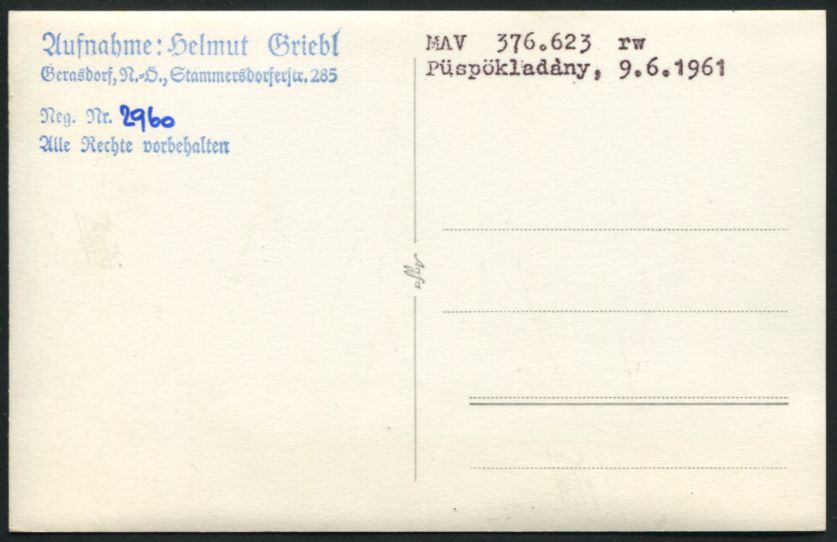 Aufnahme: Helmut Griebl
Gerasdorf, N.-Ö., Stammersdorferstr. 285
Neg. Nr. 2960
Alle Rechte vorbehalten
MAV 376.623 rw
Püspökladány, 9.6.1961
Agfa